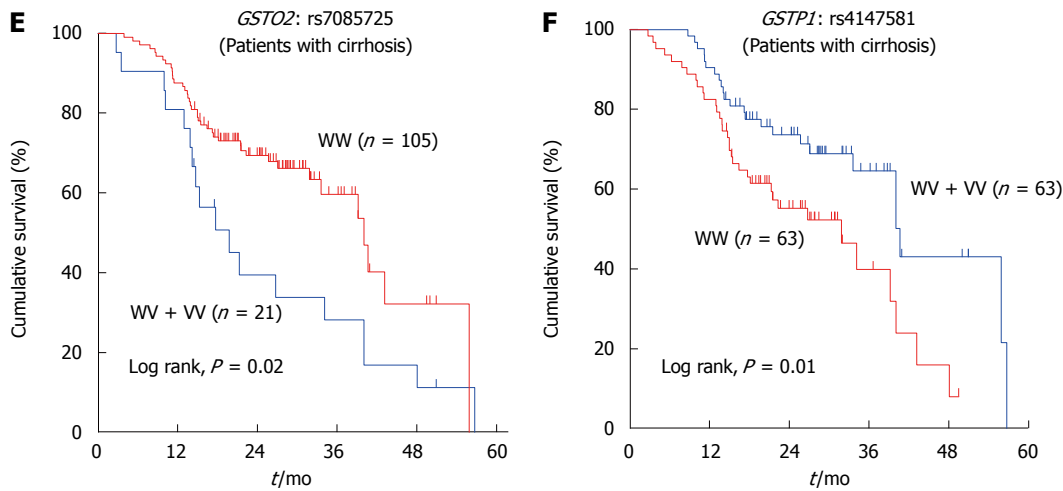 E
GSTO2: rs7085725
(Patients with cirrhosis)
Cumulative survival (%)
100
80
60
40
20
0
WW (n = 105)
WV + VV (n = 21)
Log rank, P = 0.02
0 12 24 36 48 60
t/mo
F
GSTP1: rs4147581
(Patients with cirrhosis)
Cumulative survival (%)
100
80
60
40
20
0
WV + VV (n = 63)
WW (n = 63)
Log rank, P = 0.01
0 12 24 36 48 60
t/mo